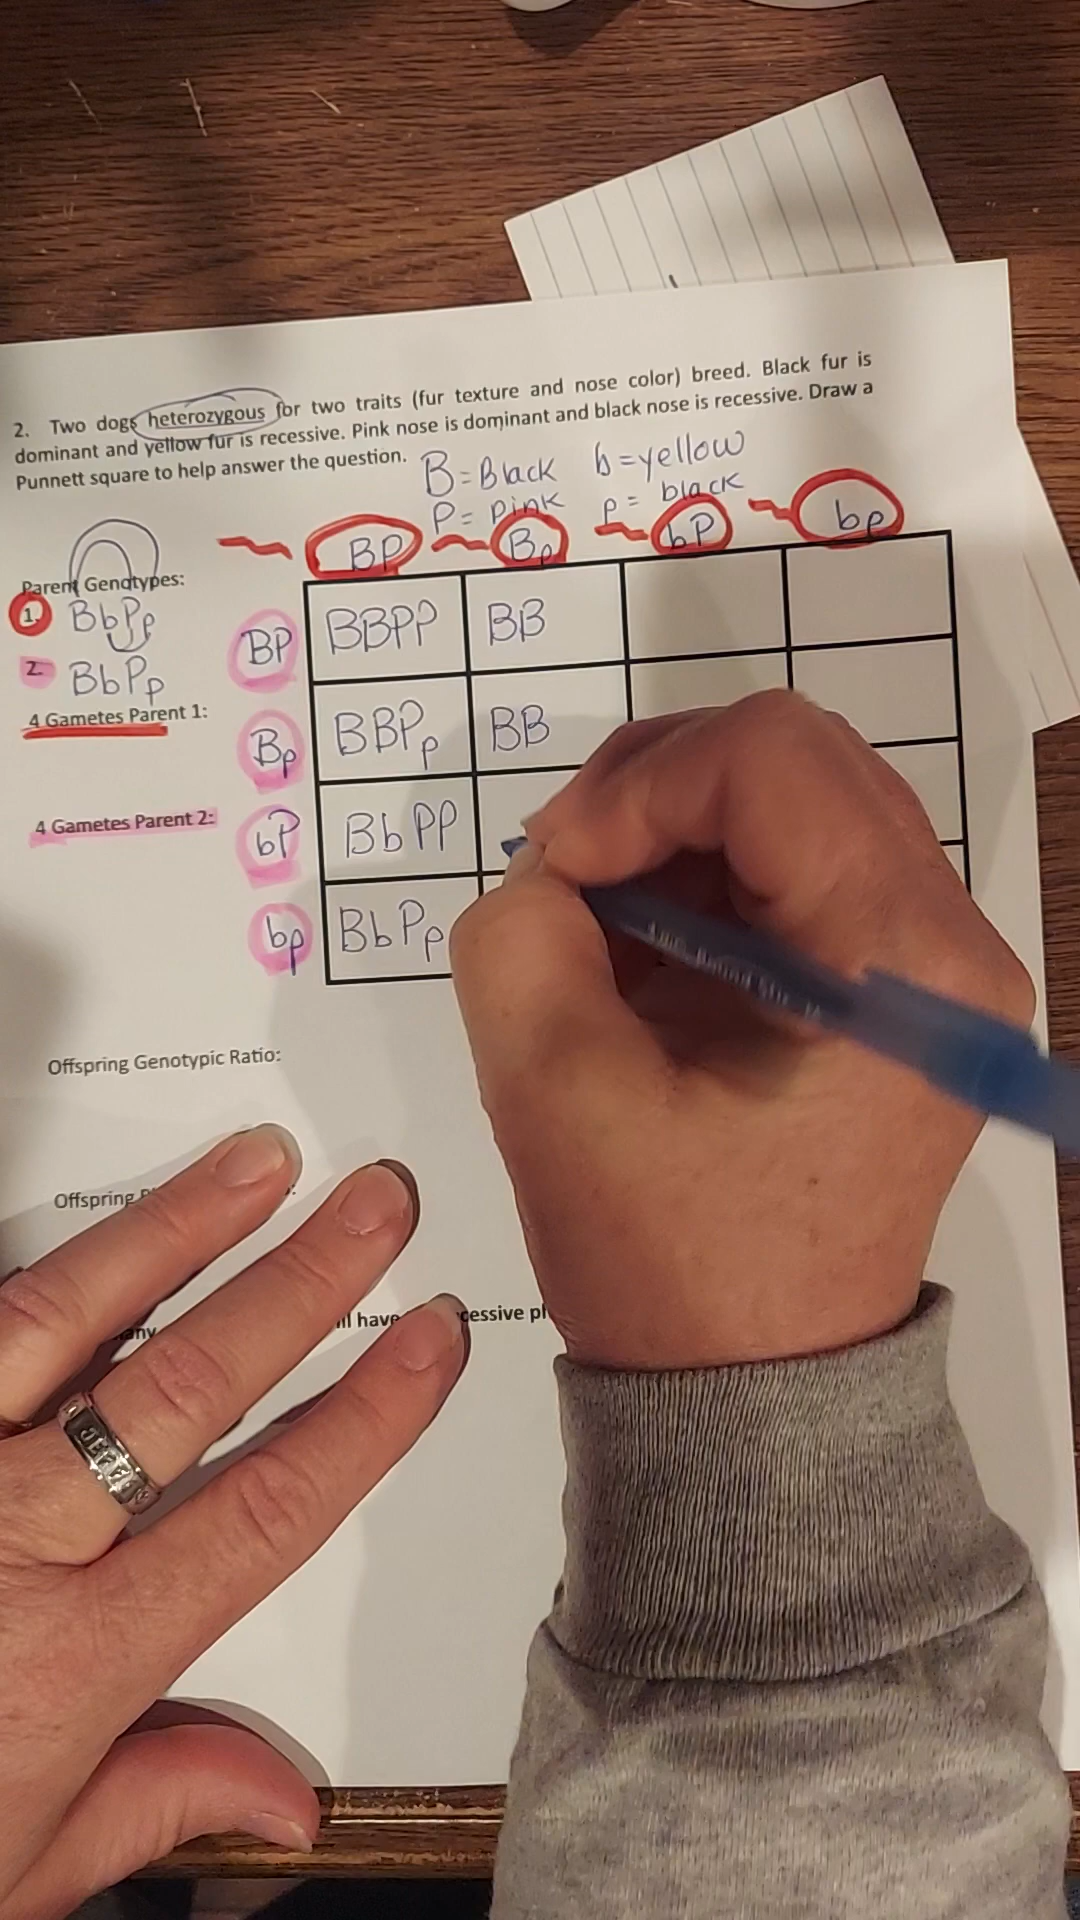 2. Two dogs heterozygous for two traits (fur texture and nose color) breed. Black fur is
dominant and yellow fur is recessive. Pink nose is dominant and black nose is recessive. Draw a
Punnett square to help answer the question.
B=Black b=yellow
P= pink p= black
BP Bp bP bp
Parent Genotypes:
1. BbPp
2. BbPp
4 Gametes Parent 1:
4 Gametes Parent 2:
BP BBPP BB
Bp BBPp BB
bP BbPP
bp BbPp
Offspring Genotypic Ratio:
Offspring
have